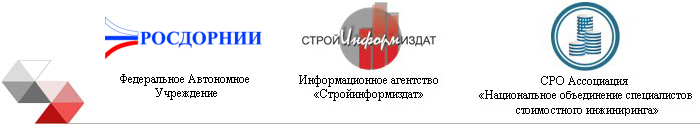 РОСДОРНИИ
Федеральное Автономное
Учреждение
СТРОЙИнформИЗДАТ
Информационное агентство
«Стройинформиздат»
СРО Ассоциация
«Национальное объединение специалистов
стоимостного инжиниринга»